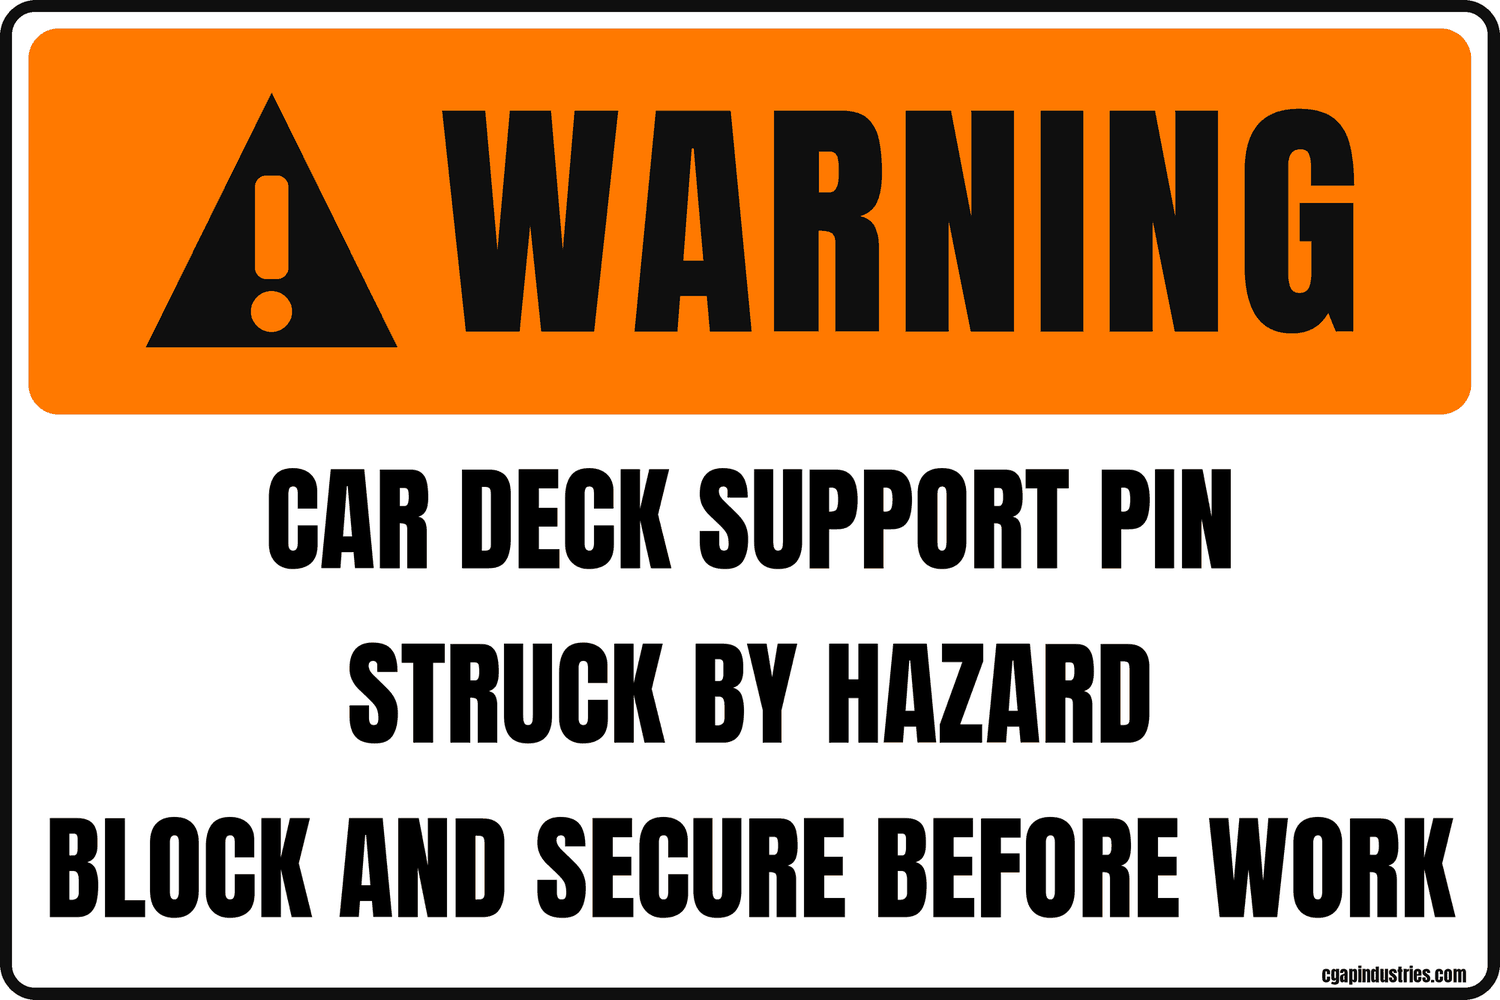 WARNING
CAR DECK SUPPORT PIN
STRUCK BY HAZARD
BLOCK AND SECURE BEFORE WORK
cgapindustries.com